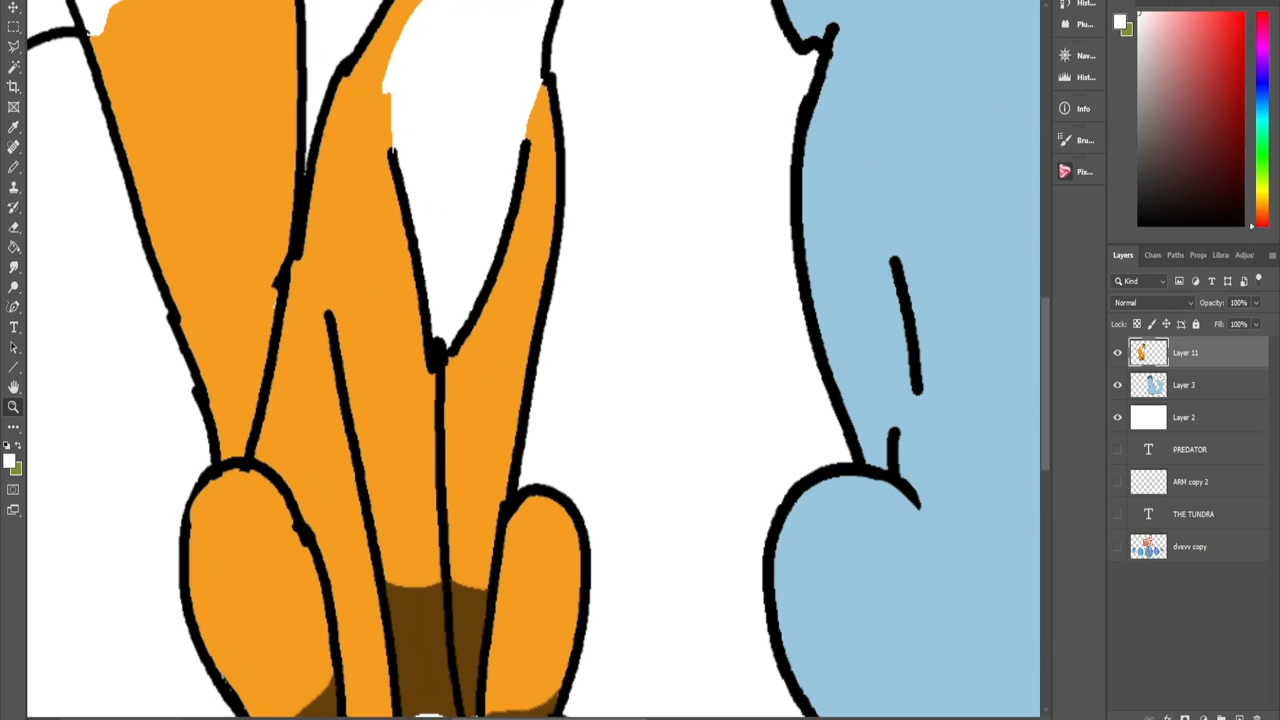 Hist...
Plu...
Nav...
Hist...
Info
Bru...
Pix...
Layers Chan Paths Prope Libra Adjus
Kind
Normal Opacity: 100%
Lock: Fill: 100%
Layer 11
Layer 3
Layer 2
T PREDATOR
ARM copy 2
T THE TUNDRA
dvsvv copy